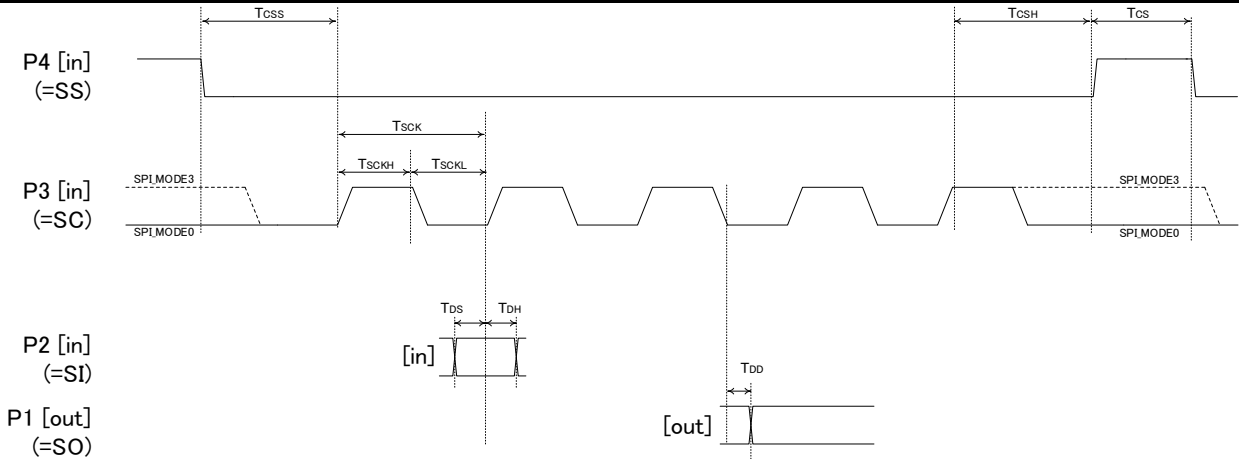 TCSS
TCSH
TCS
P4 [in]
(=SS)
TSCK
TSCKH
TSCKL
SPI_MODE3
SPI_MODE3
P3 [in]
(=SC)
SPI_MODE0
SPI_MODE0
TDS
TDH
P2 [in]
(=SI)
[in]
TDD
P1 [out]
(=SO)
[out]